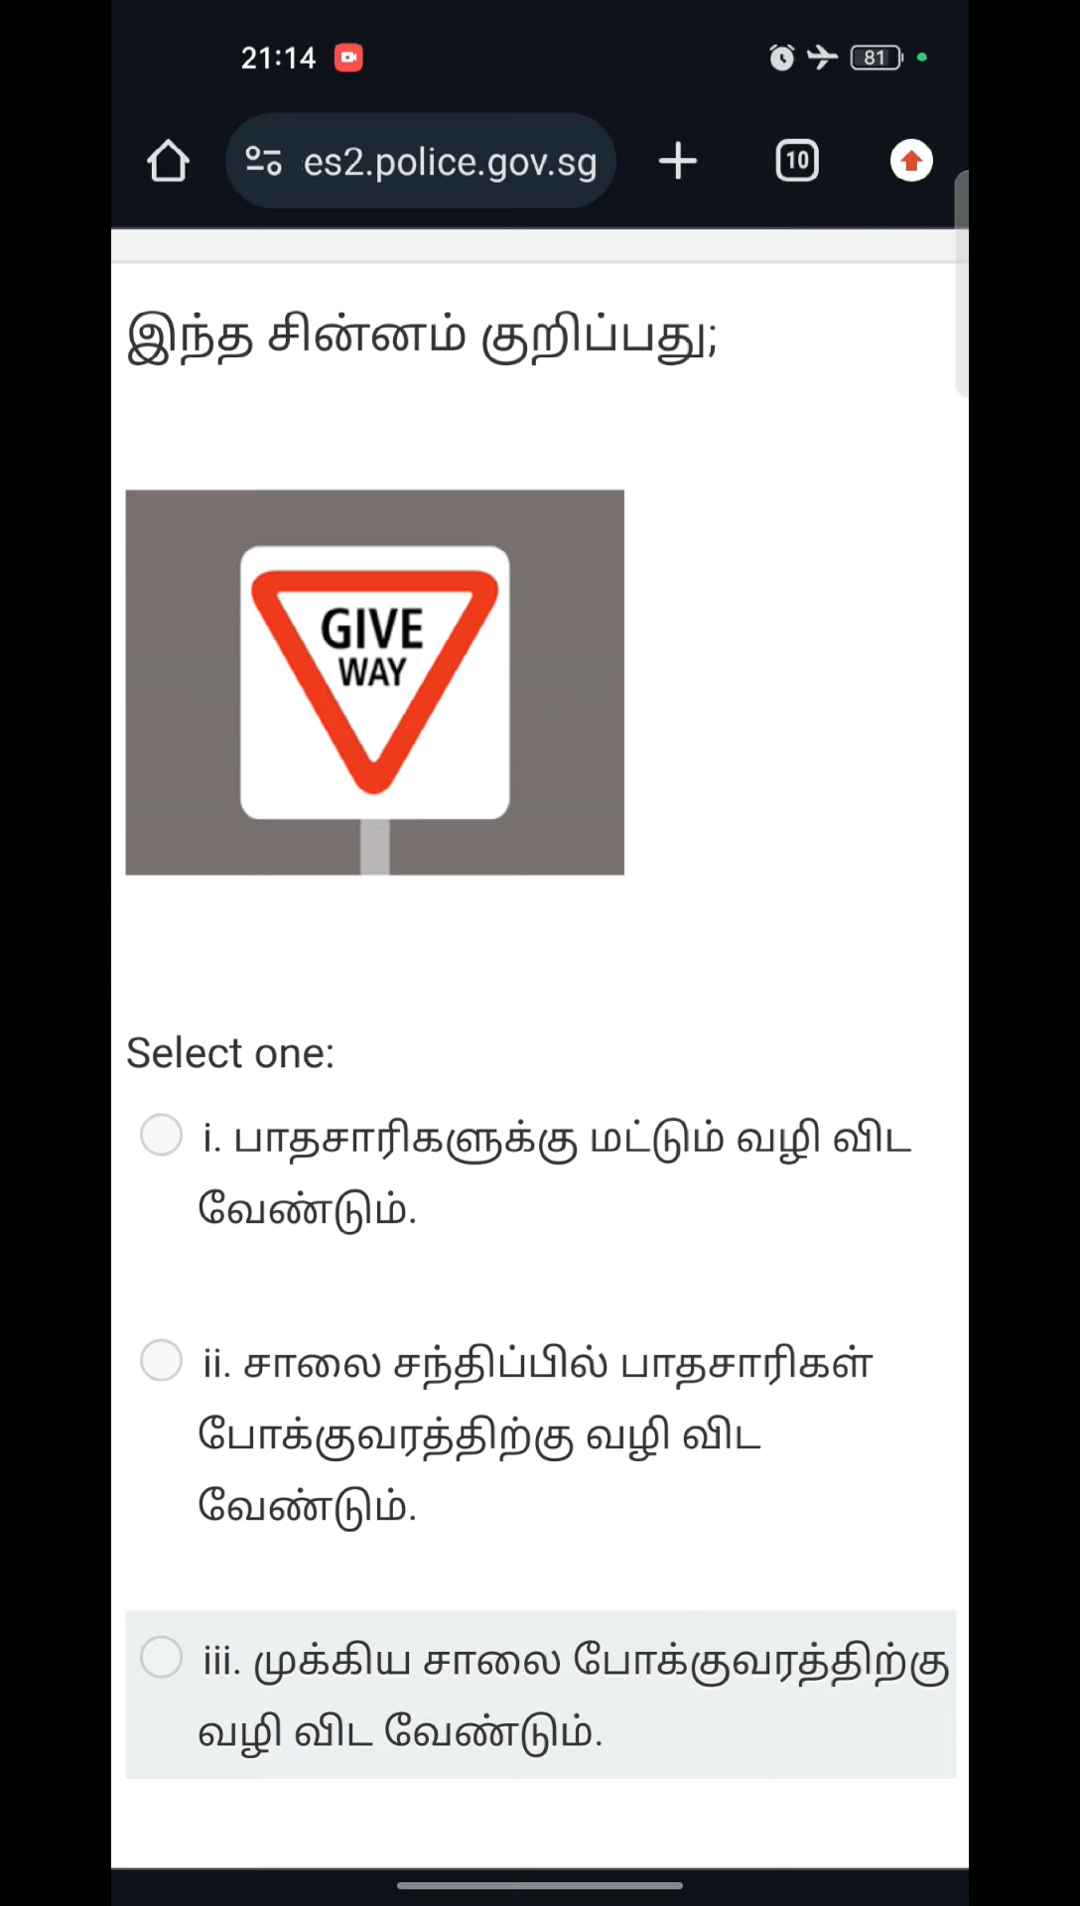 21:14
81
es2.police.gov.sg
10
இந்த சின்னம் குறிப்பது;
GIVE
WAY
Select one:
i. பாதசாரிகளுக்கு மட்டும் வழி விட
வேண்டும்.
ii. சாலை சந்திப்பில் பாதசாரிகள்
போக்குவரத்திற்கு வழி விட
வேண்டும்.
iii. முக்கிய சாலை போக்குவரத்திற்கு
வழி விட வேண்டும்.